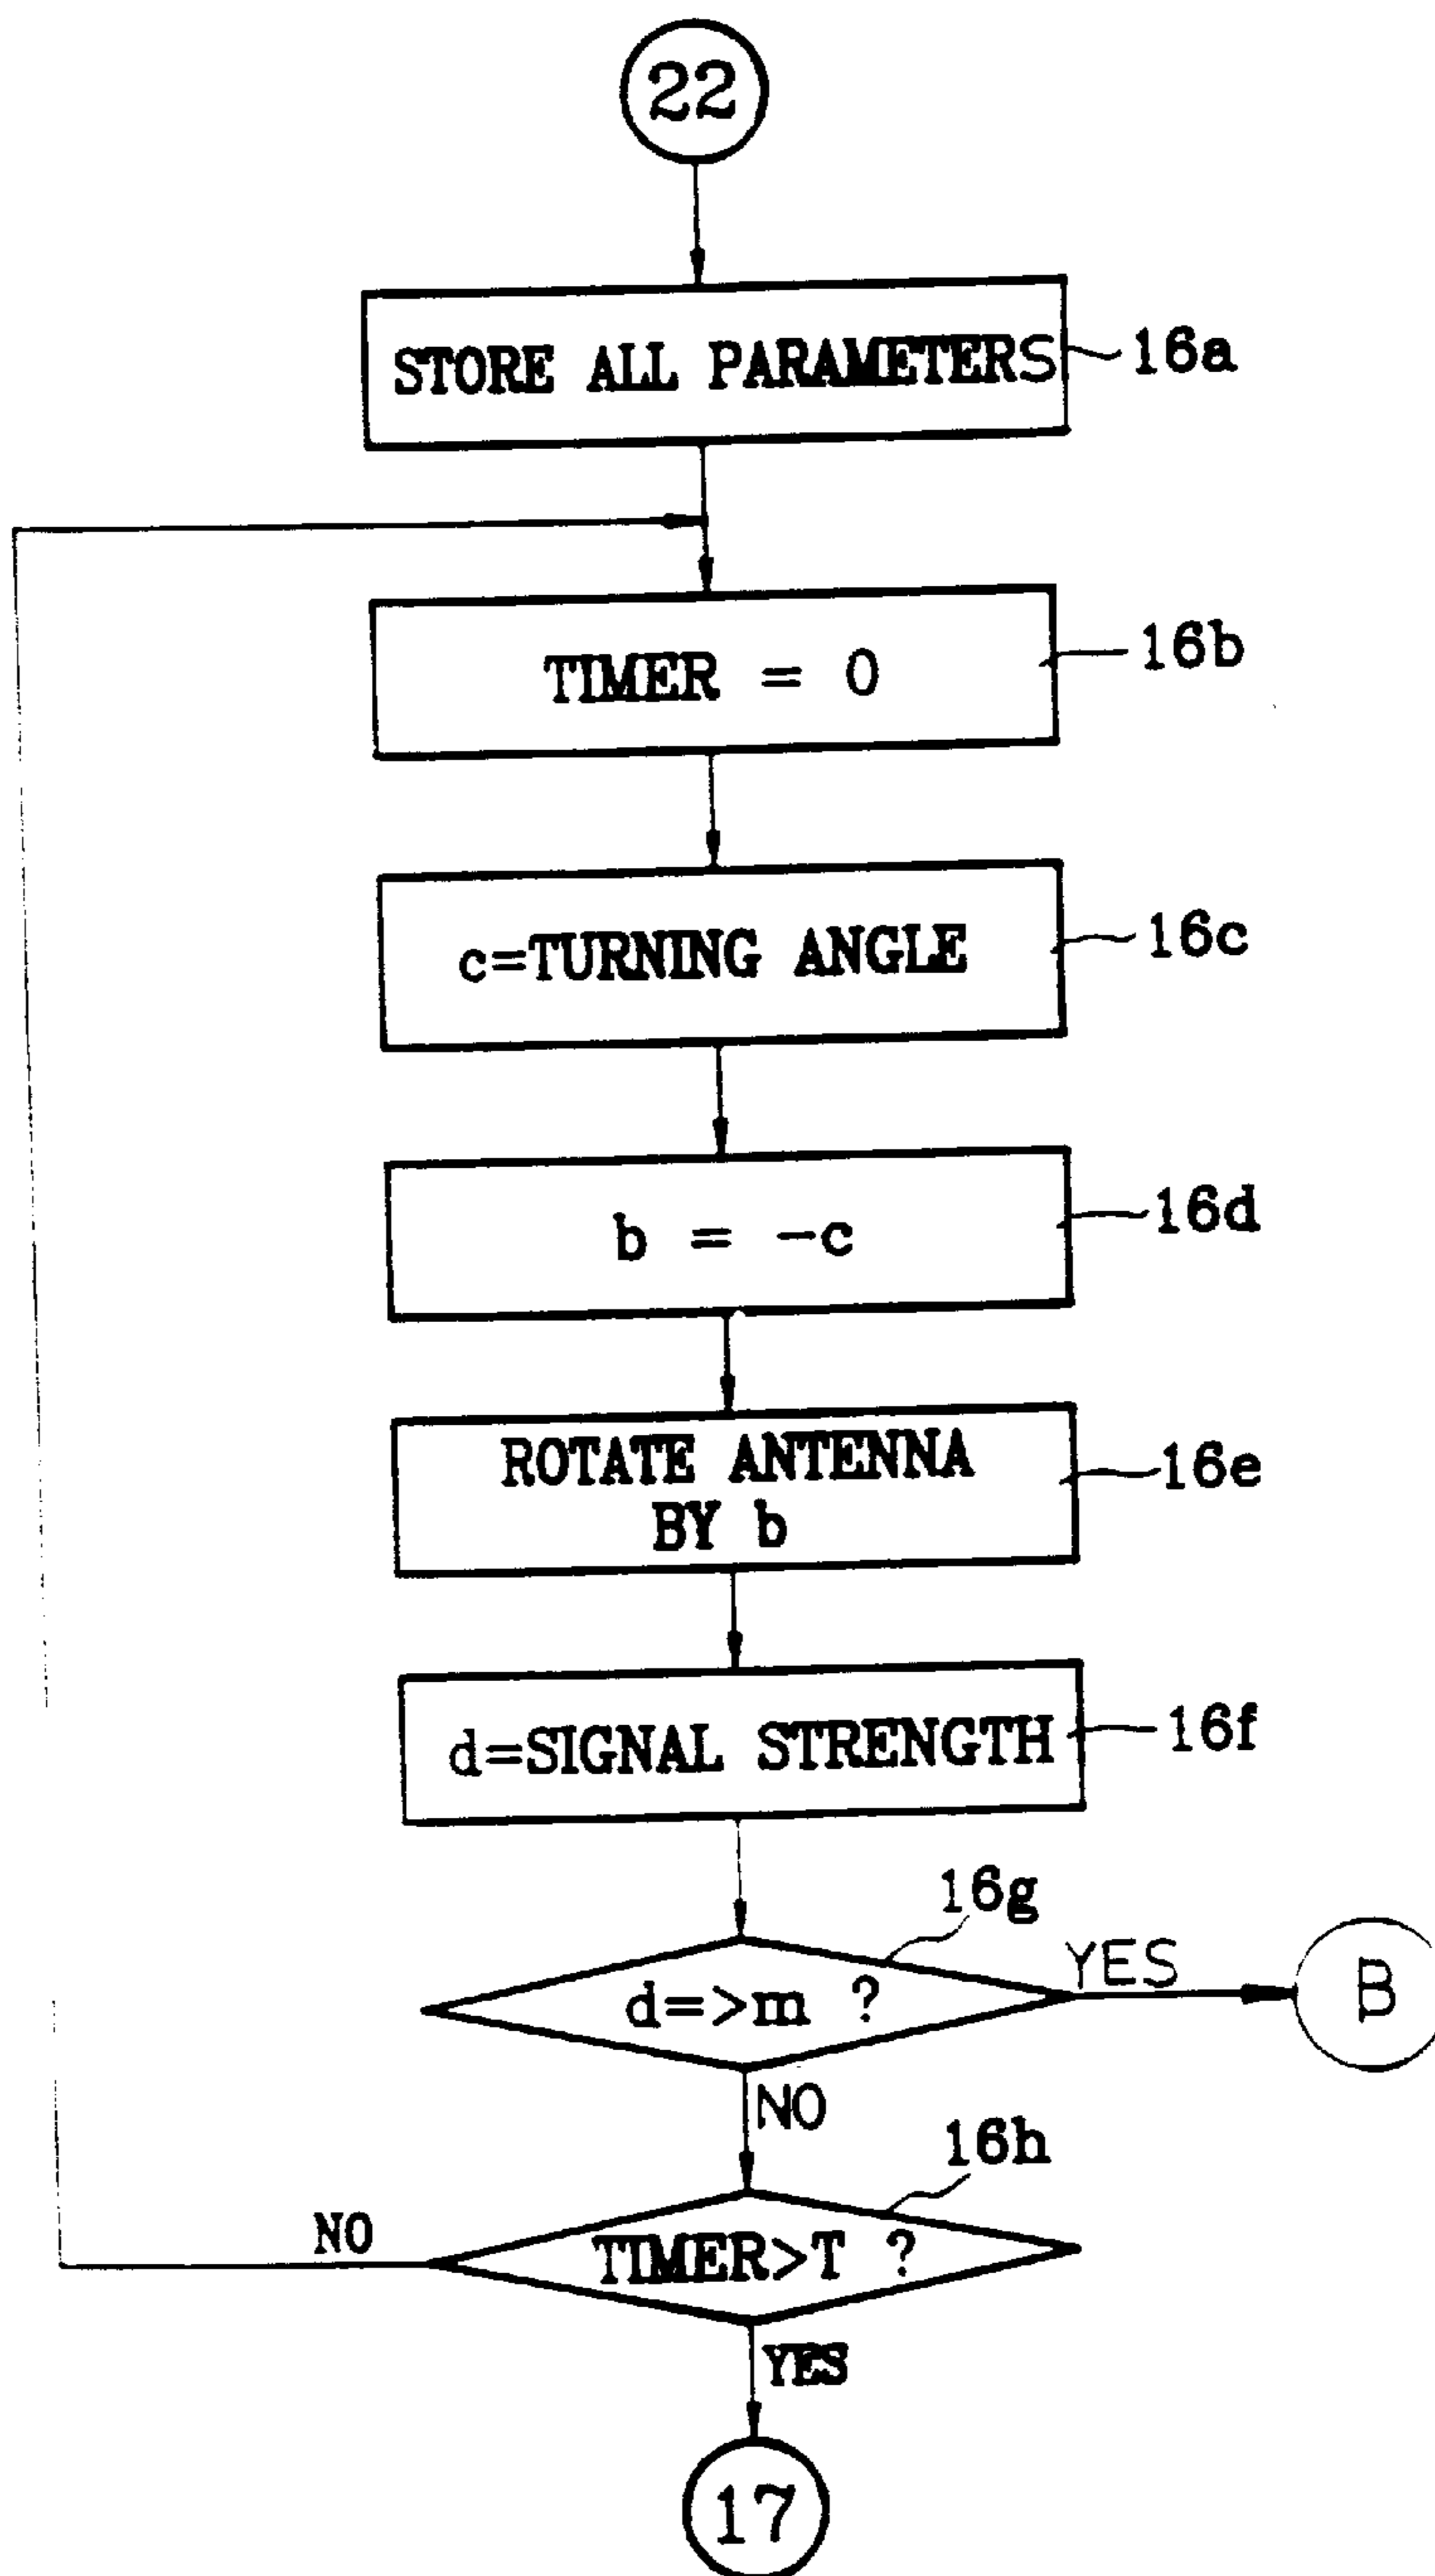 22
STORE ALL PARAMETERS
16a
TIMER = 0
16b
c=TURNING ANGLE
16c
b = -c
16d
ROTATE ANTENNA
BY b
16e
d=SIGNAL STRENGTH
16f
16g
d=>m ?
YES
B
NO
16h
NO
TIMER>T ?
YES
17